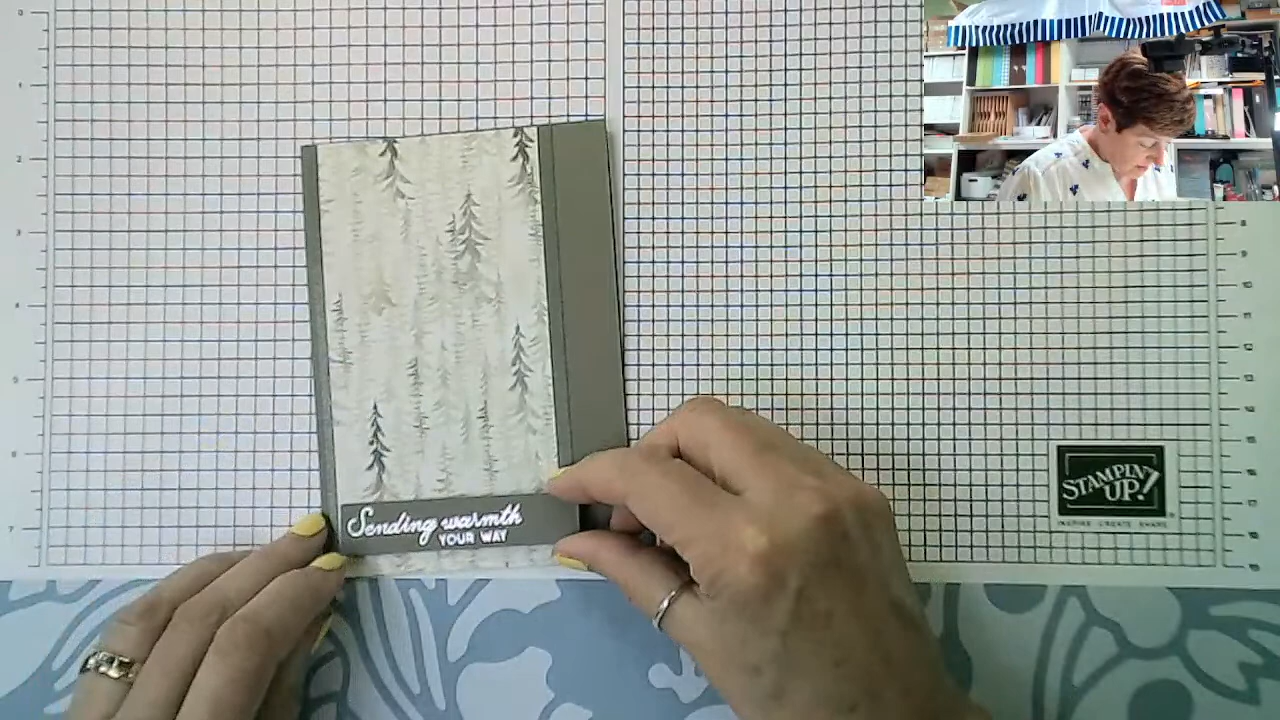 Sending warmth
YOUR WAY
STAMPIN'
UP!
INSPIRE CREATE SHARE